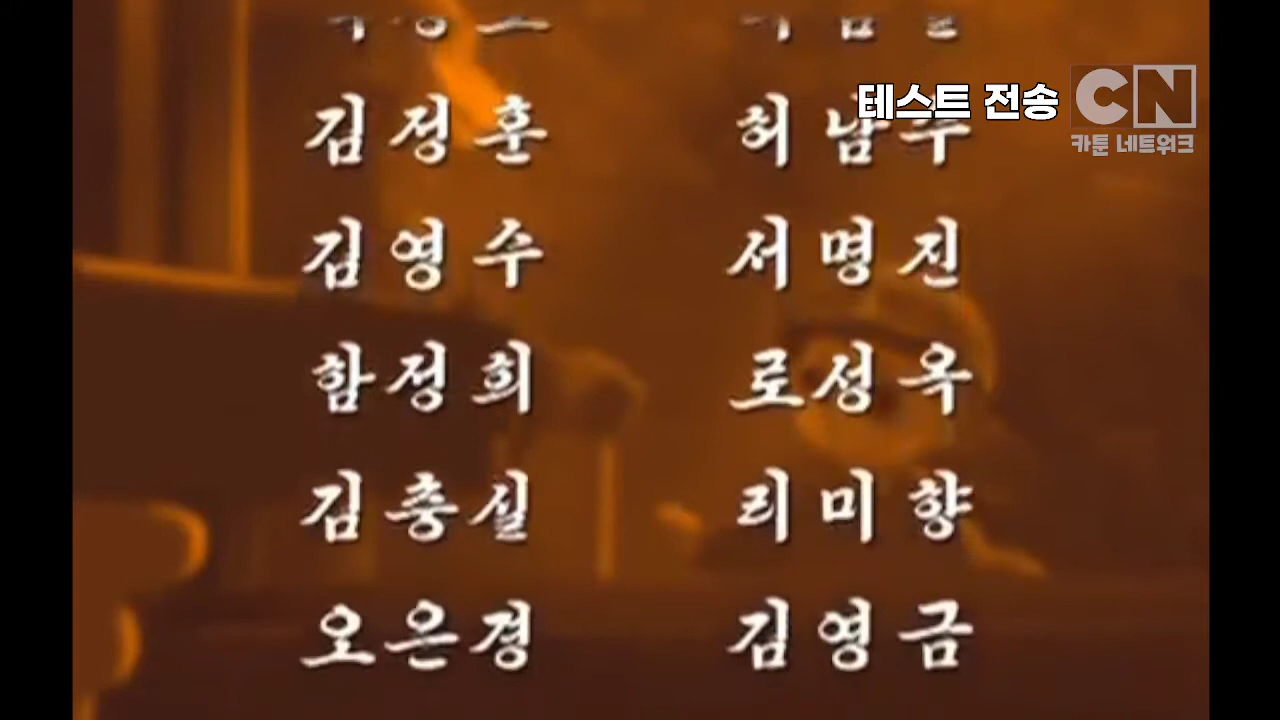 테스트 전송 CN
카툰 네트워크
김정훈 허남수
김영수 서명진
함정희 로성옥
김충실 리미향
오은경 김영금